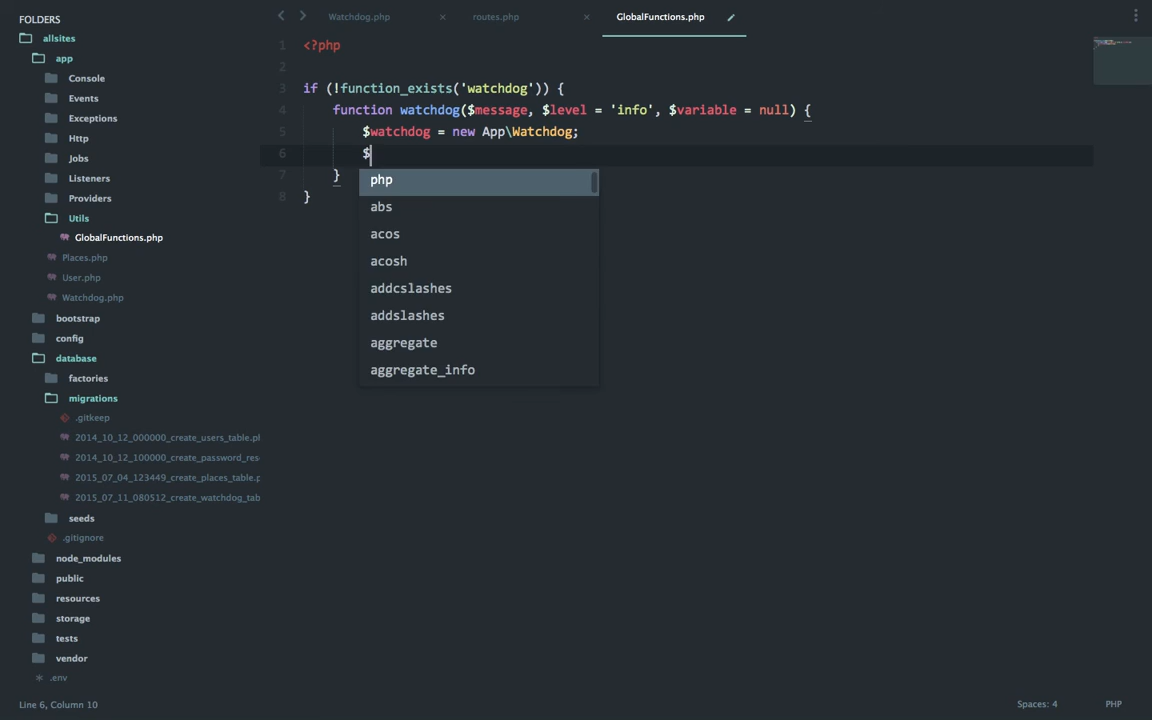 FOLDERS
allsites
app
Console
Events
Exceptions
Http
Jobs
Listeners
Providers
Utils
GlobalFunctions.php
Places.php
User.php
Watchdog.php
bootstrap
config
database
factories
migrations
.gitkeep
2014_10_12_000000_create_users_table.pl
2014_10_12_100000_create_password_res
2015_07_04_123449_create_places_table.p
2015_07_11_080512_create_watchdog_tab
seeds
.gitignore
node_modules
public
resources
storage
tests
vendor
.env
Watchdog.php × routes.php × GlobalFunctions.php
1 <?php
2
3 if (!function_exists('watchdog')) {
4 function watchdog($message, $level = 'info', $variable = null) {
5 $watchdog = new App\Watchdog;
6 $
7 }
8 }
php
abs
acos
acosh
addcslashes
addslashes
aggregate
aggregate_info
Line 6, Column 10 Spaces: 4 PHP